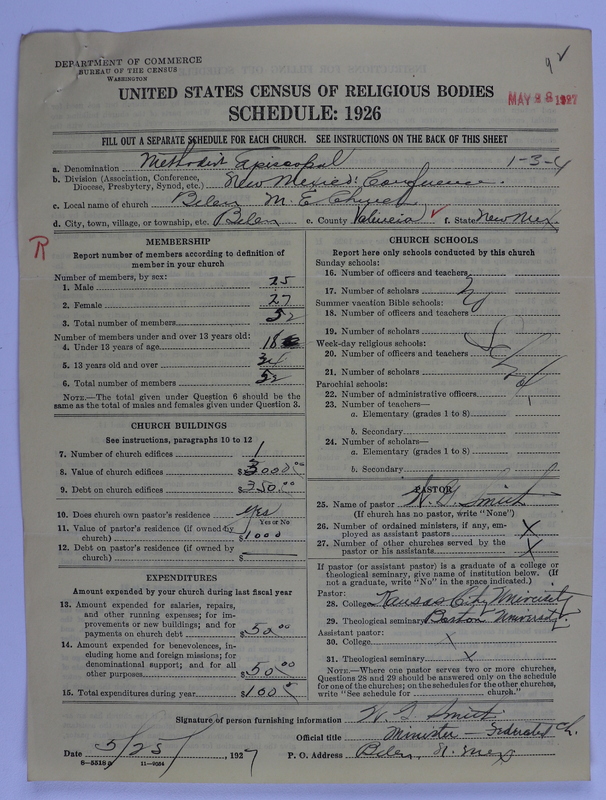 DEPARTMENT OF COMMERCE
BUREAU OF THE CENSUS
WASHINGTON
UNITED STATES CENSUS OF RELIGIOUS BODIES
MAY 28 1927
SCHEDULE: 1926
FILL OUT A SEPARATE SCHEDULE FOR EACH CHURCH. SEE INSTRUCTIONS ON THE BACK OF THIS SHEET
a. Denomination Methodist Episcopal 1-3-4
b. Division (Association, Conference, Diocese, Presbytery, Synod, etc.) New Mexico Conference.
c. Local name of church Belen M. E. Church
d. City, town, village, or township, etc. Belen e. County Valencia f. State New Mex
R
MEMBERSHIP
Report number of members according to definition of
member in your church
Number of members, by sex:
1. Male 25
2. Female 27
3. Total number of members 52
Number of members under and over 13 years old:
4. Under 13 years of age 18
5. 13 years old and over 34
6. Total number of members 52
NOTE.—The total given under Question 6 should be
same as the total of males and females given under Question 3.
CHURCH BUILDINGS
See instructions, paragraphs 10 to 12
7. Number of church edifices 1
8. Value of church edifices $3000.00
9. Debt on church edifices $350.00
10. Does church own pastor's residence yes
Yes or No
11. Value of pastor's residence (if owned by
church) $1000
12. Debt on pastor's residence (if owned by
church) $
EXPENDITURES
Amount expended by your church during last fiscal year
13. Amount expended for salaries, repairs,
and other running expenses; for im-
provements or new buildings; and for
payments on church debt $50.00
14. Amount expended for benevolences, in-
cluding home and foreign missions; for
denominational support; and for all
other purposes $50.00
15. Total expenditures during year $100.
CHURCH SCHOOLS
Report here only schools conducted by this church
Sunday schools:
16. Number of officers and teachers
17. Number of scholars
Summer vacation Bible schools:
18. Number of officers and teachers
19. Number of scholars
Week-day religious schools:
20. Number of officers and teachers
21. Number of scholars
Parochial schools:
22. Number of administrative officers
23. Number of teachers—
a. Elementary (grades 1 to 8)
b. Secondary
24. Number of scholars—
a. Elementary (grades 1 to 8)
b. Secondary
PASTOR
25. Name of pastor W. G. Smith
(If church has no pastor, write "None")
26. Number of ordained ministers, if any, em-
ployed as assistant pastors X
27. Number of other churches served by the
pastor or his assistants X
If pastor (or assistant pastor) is a graduate of a college or
theological seminary, give name of institution below. (If
not a graduate, write "No" in the space indicated.)
Pastor:
28. College Kansas City University
29. Theological seminary Boston University
Assistant pastor:
30. College X
31. Theological seminary X
NOTE.—Where one pastor serves two or more churches,
Questions 28 and 29 should be answered only on the schedule
for one of the churches; on the schedules for the other churches,
write "See schedule for church."
Signature of person furnishing information W. G. Smith
Official title Minister — Federated Ch.
Date 5/25/, 1927 P. O. Address Belen, N. Mex
6-5518a 11-9034